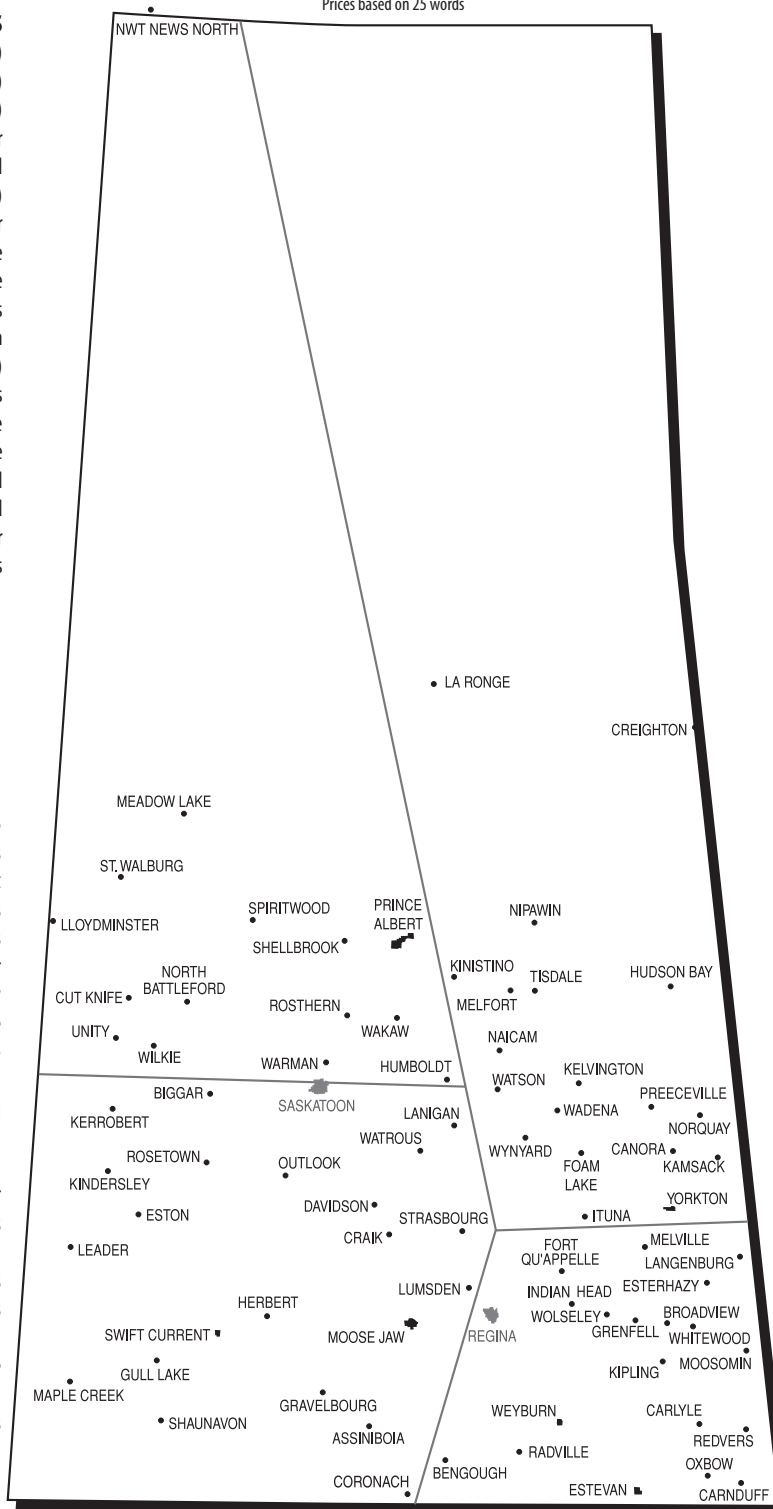 Prices based on 25 words
NWT NEWS NORTH
LA RONGE
CREIGHTON
MEADOW LAKE
ST. WALBURG
LLOYDMINSTER
SPIRITWOOD
PRINCE
ALBERT
SHELLBROOK
NIPAWIN
KINISTINO
TISDALE
HUDSON BAY
NORTH
BATTLEFORD
CUT KNIFE
ROSTHERN
MELFORT
UNITY
WAKAW
WILKIE
NAICAM
WARMAN
HUMBOLDT
WATSON
KELVINGTON
BIGGAR
SASKATOON
PREECEVILLE
KERROBERT
LANIGAN
WADENA
NORQUAY
WATROUS
WYNYARD
CANORA
ROSETOWN
OUTLOOK
FOAM
LAKE
KAMSACK
KINDERSLEY
YORKTON
DAVIDSON
ESTON
STRASBOURG
ITUNA
CRAIK
LEADER
FORT
QU'APPELLE
MELVILLE
LANGENBURG
LUMSDEN
INDIAN HEAD
ESTERHAZY
HERBERT
WOLSELEY
BROADVIEW
SWIFT CURRENT
MOOSE JAW
REGINA
GRENFELL
WHITEWOOD
GULL LAKE
KIPLING
MOOSOMIN
MAPLE CREEK
GRAVELBOURG
WEYBURN
CARLYLE
SHAUNAVON
ASSINIBOIA
REDVERS
RADVILLE
OXBOW
BENGOUGH
CORONACH
ESTEVAN
CARNDUFF